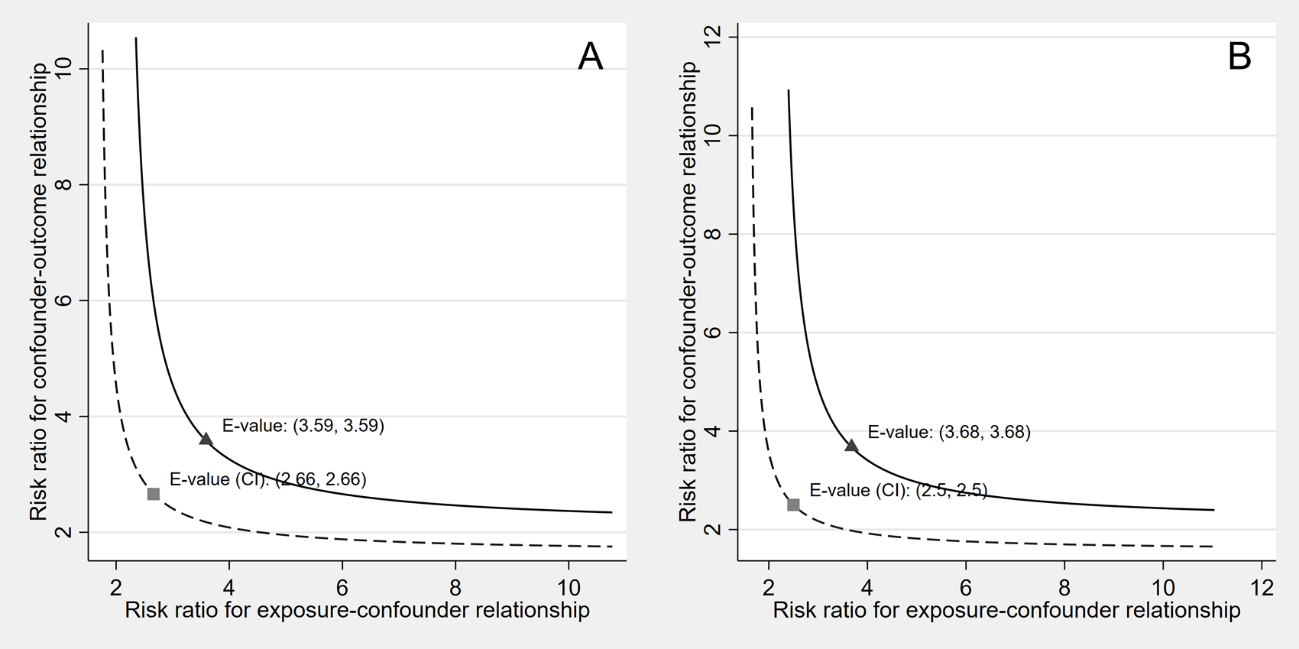 A
Risk ratio for confounder-outcome relationship
10
8
6
4
2
E-value: (3.59, 3.59)
E-value (CI): (2.66, 2.66)
2 4 6 8 10
Risk ratio for exposure-confounder relationship
B
Risk ratio for confounder-outcome relationship
12
10
8
6
4
2
E-value: (3.68, 3.68)
E-value (CI): (2.5, 2.5)
2 4 6 8 10 12
Risk ratio for exposure-confounder relationship